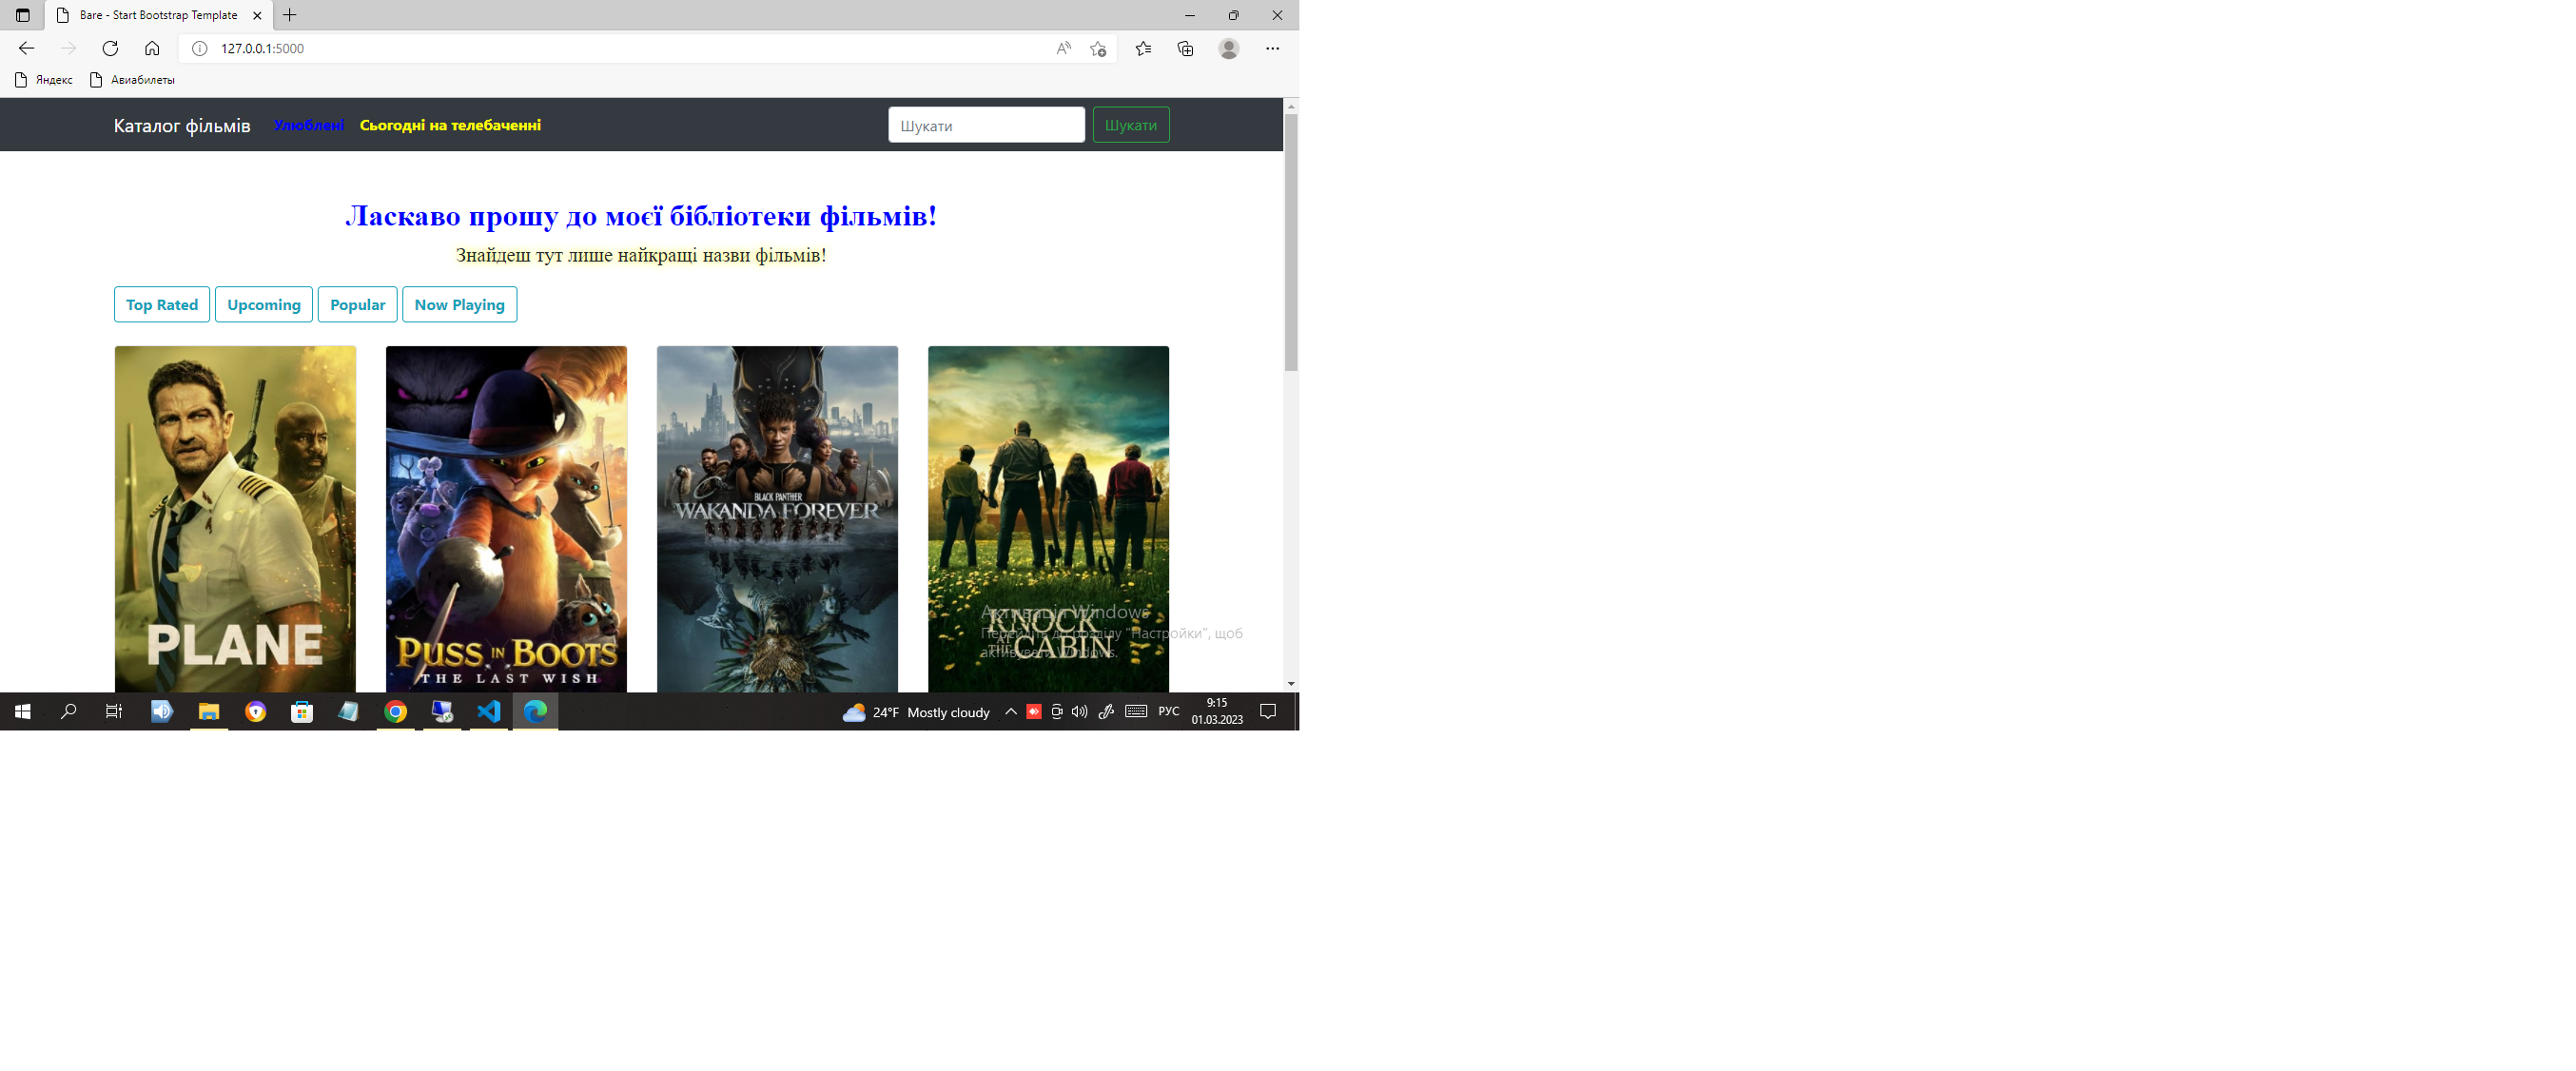 Bare - Start Bootstrap Template
127.0.0.1:5000
Яндекс
Авиабилеты
Каталог фільмів Улюблені Сьогодні на телебаченні Шукати Шукати
Ласкаво прошу до моєї бібліотеки фільмів!
Знайдеш тут лише найкращі назви фільмів!
Top Rated Upcoming Popular Now Playing
PLANE
PUSS IN BOOTS
THE LAST WISH
BLACK PANTHER
WAKANDA FOREVER
KNOCK
AT THE
CABIN
Активація Windows
Перейдіть до розділу "Настройки", щоб
активувати Windows.
24°F Mostly cloudy
РУС
9:15
01.03.2023